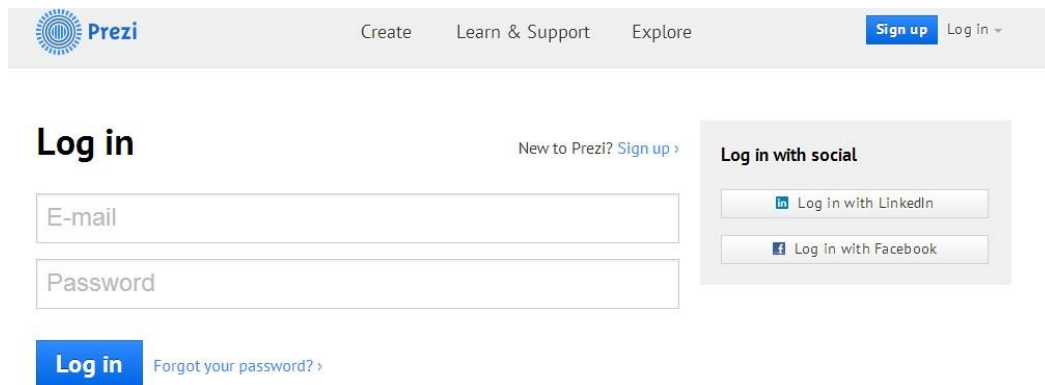 Prezi Create Learn & Support Explore Sign up Log in
Log in
New to Prezi? Sign up ›
E-mail
Password
Log in Forgot your password? ›
Log in with social
Log in with LinkedIn
Log in with Facebook